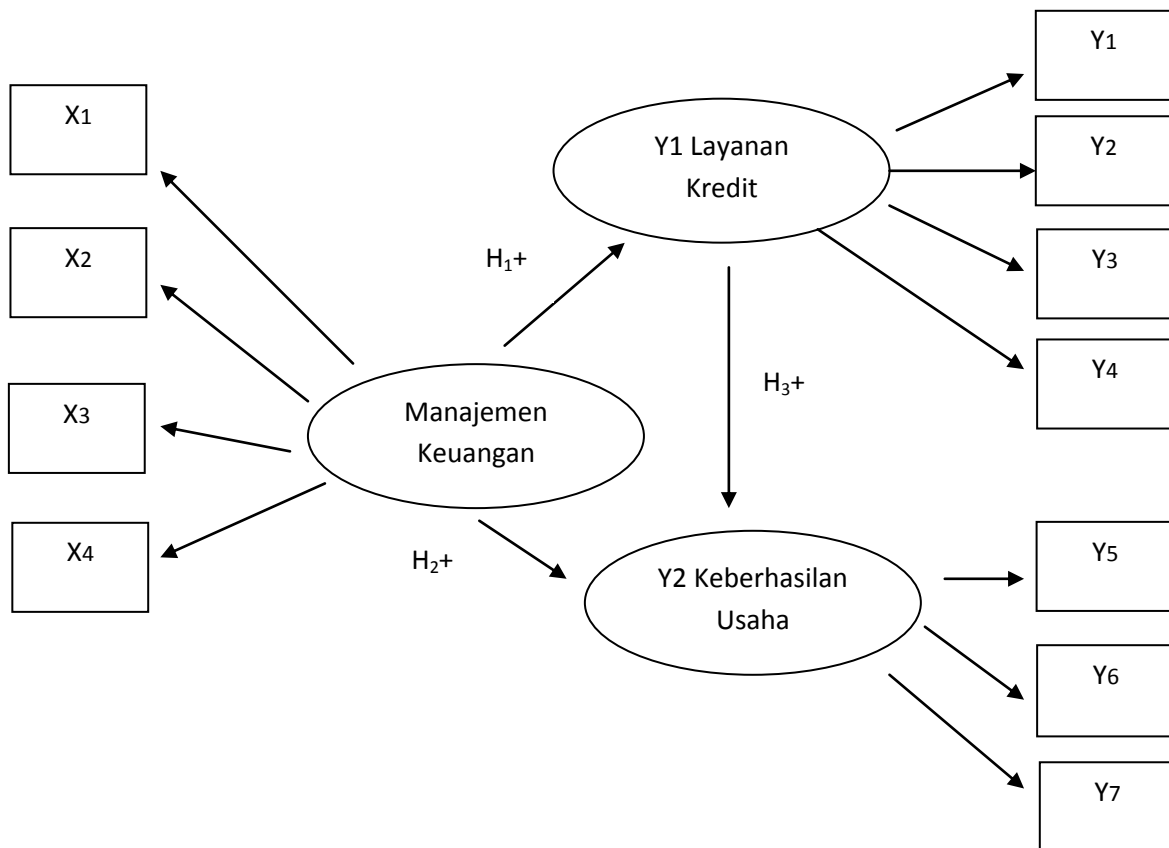 Y1
X1
Y2
Y1 Layanan
Kredit
X2
H₁+
Y3
Y4
X3
H₃+
Manajemen
Keuangan
X4
H₂+
Y5
Y2 Keberhasilan
Usaha
Y6
Y7